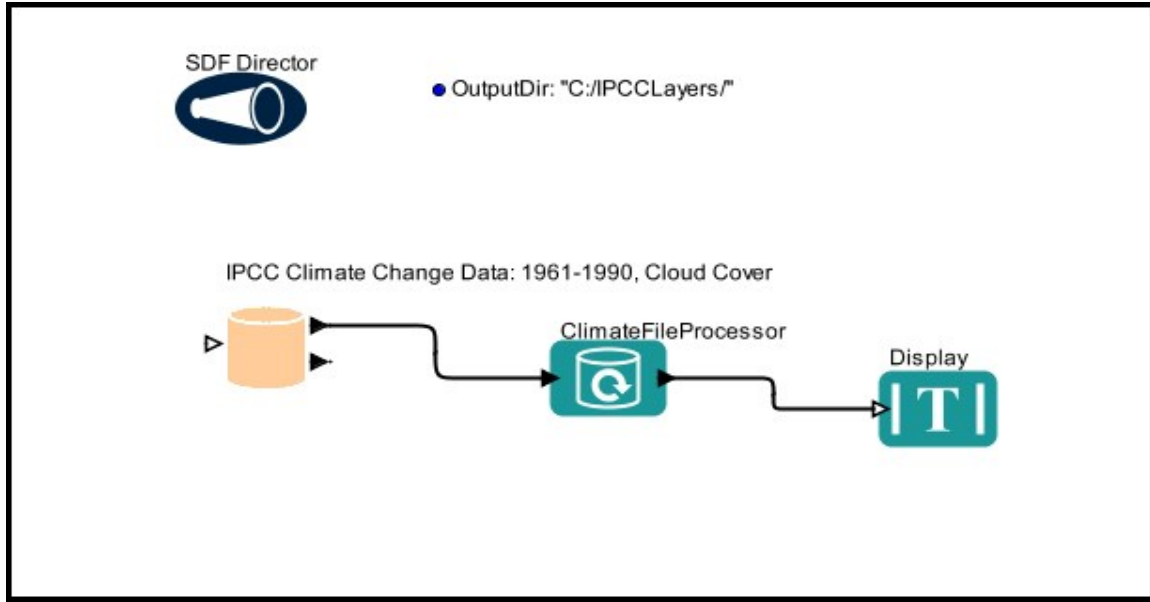 SDF Director
OutputDir: "C:/IPCCLayers/"
IPCC Climate Change Data: 1961-1990, Cloud Cover
ClimateFileProcessor
Display
T